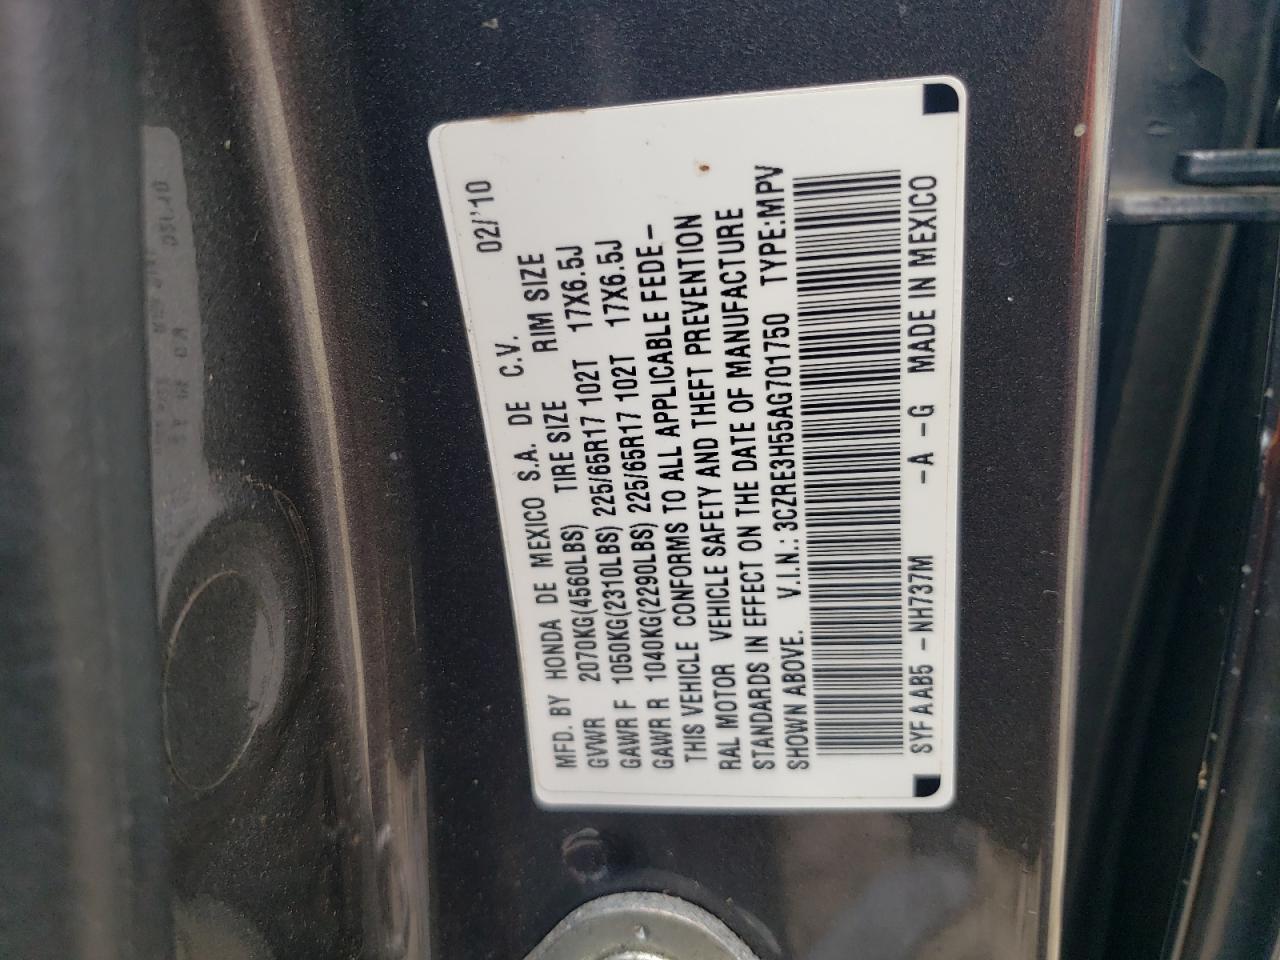 MFD. BY HONDA DE MEXICO S.A. DE C.V. 02/'10
GVWR 2070KG(4560LBS) TIRE SIZE RIM SIZE
GAWR F 1050KG(2310LBS) 225/65R17 102T 17X6.5J
GAWR R 1040KG(2290LBS) 225/65R17 102T 17X6.5J
THIS VEHICLE CONFORMS TO ALL APPLICABLE FEDE-
RAL MOTOR VEHICLE SAFETY AND THEFT PREVENTION
STANDARDS IN EFFECT ON THE DATE OF MANUFACTURE
SHOWN ABOVE. V.I.N.: 3CZRE3H55AG701750 TYPE:MPV
SYF AAB5 - NH737M - A - G MADE IN MEXICO